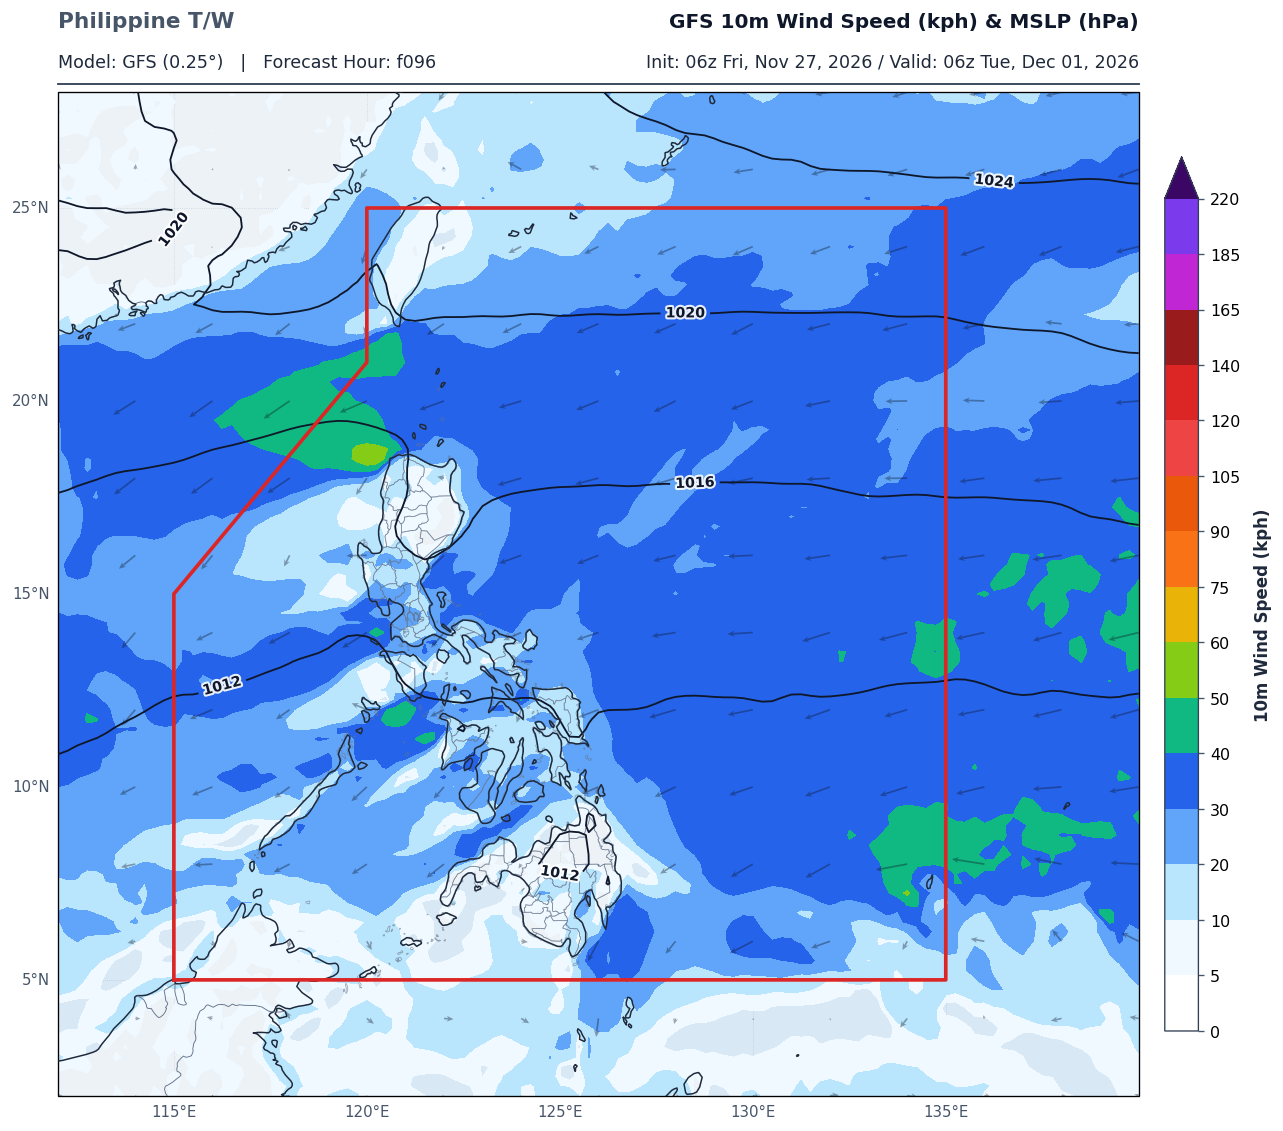 Philippine T/W
GFS 10m Wind Speed (kph) & MSLP (hPa)
Model: GFS (0.25°) | Forecast Hour: f096
Init: 06z Fri, Nov 27, 2026 / Valid: 06z Tue, Dec 01, 2026
1024
1020
1020
1016
1012
1012
25°N
20°N
15°N
10°N
5°N
115°E
120°E
125°E
130°E
135°E
220
185
165
140
120
105
90
75
60
50
40
30
20
10
5
0
10m Wind Speed (kph)